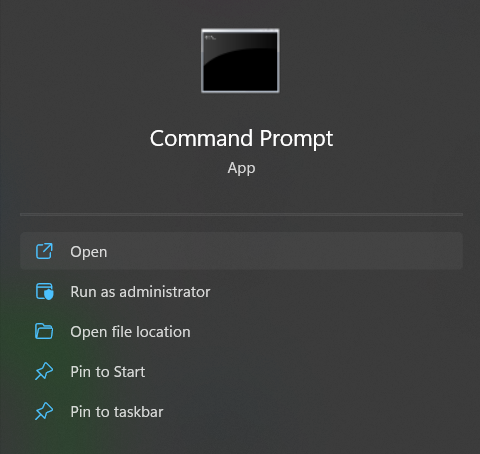 Command Prompt
App
Open
Run as administrator
Open file location
Pin to Start
Pin to taskbar